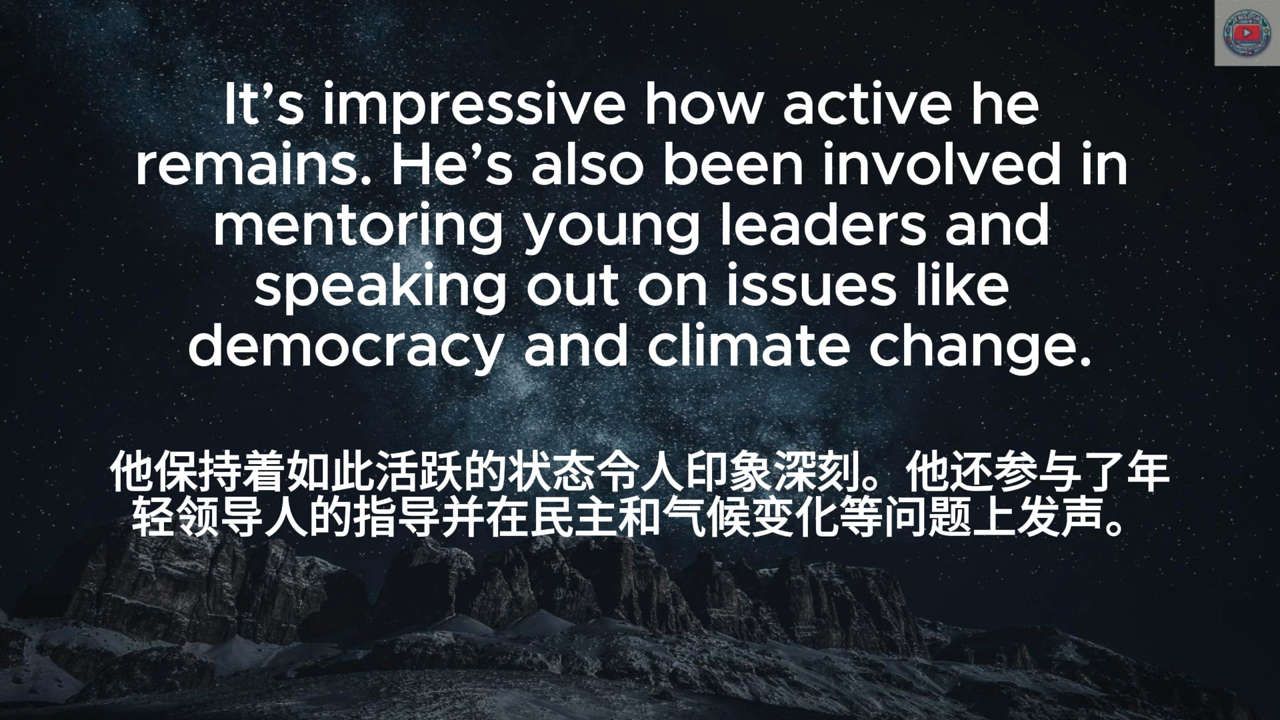 It’s impressive how active he
remains. He’s also been involved in
mentoring young leaders and
speaking out on issues like
democracy and climate change.
他保持着如此活跃的状态令人印象深刻。他还参与了年
轻领导人的指导并在民主和气候变化等问题上发声。